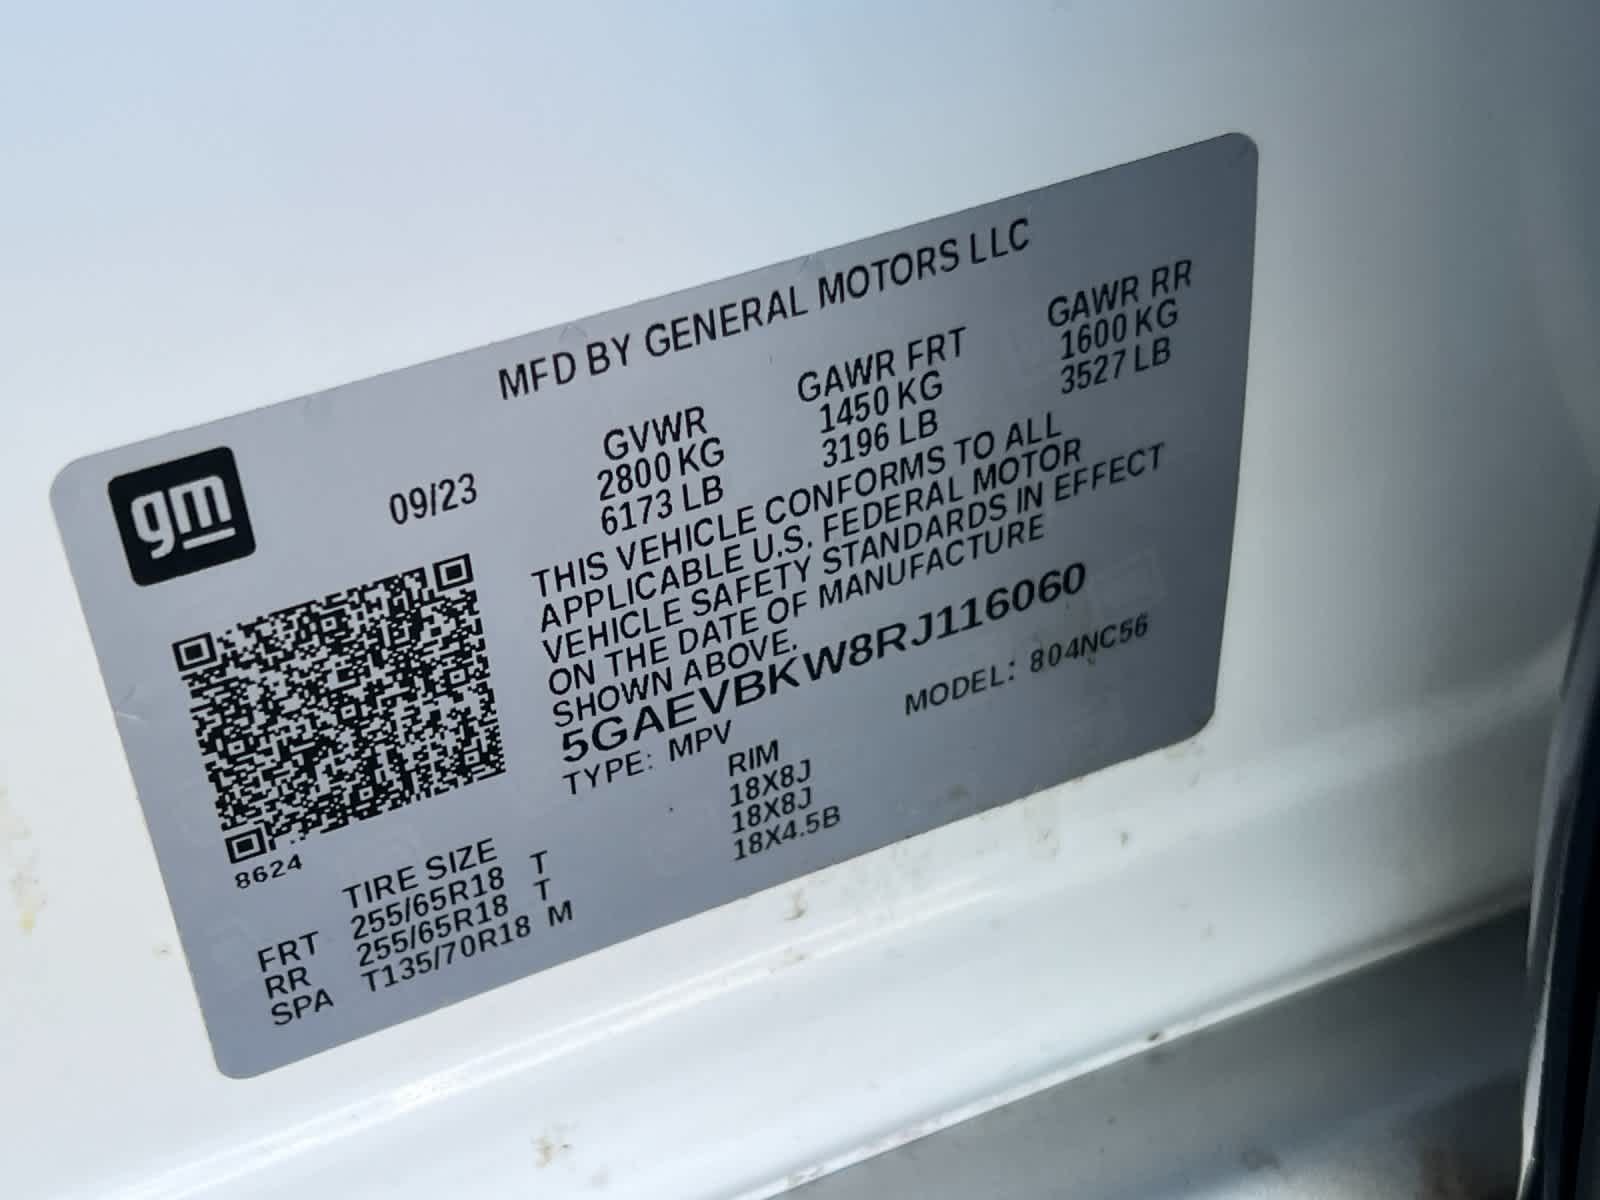 MFD BY GENERAL MOTORS LLC
gm
09/23
GVWR GAWR FRT GAWR RR
2800 KG 1450 KG 1600 KG
6173 LB 3196 LB 3527 LB
THIS VEHICLE CONFORMS TO ALL
APPLICABLE U.S. FEDERAL MOTOR
VEHICLE SAFETY STANDARDS IN EFFECT
ON THE DATE OF MANUFACTURE
SHOWN ABOVE.
5GAEVBKW8RJ116060
TYPE: MPV MODEL: 804NC56
8624
TIRE SIZE RIM
FRT 255/65R18 T 18X8J
RR 255/65R18 T 18X8J
SPA T135/70R18 M 18X4.5B